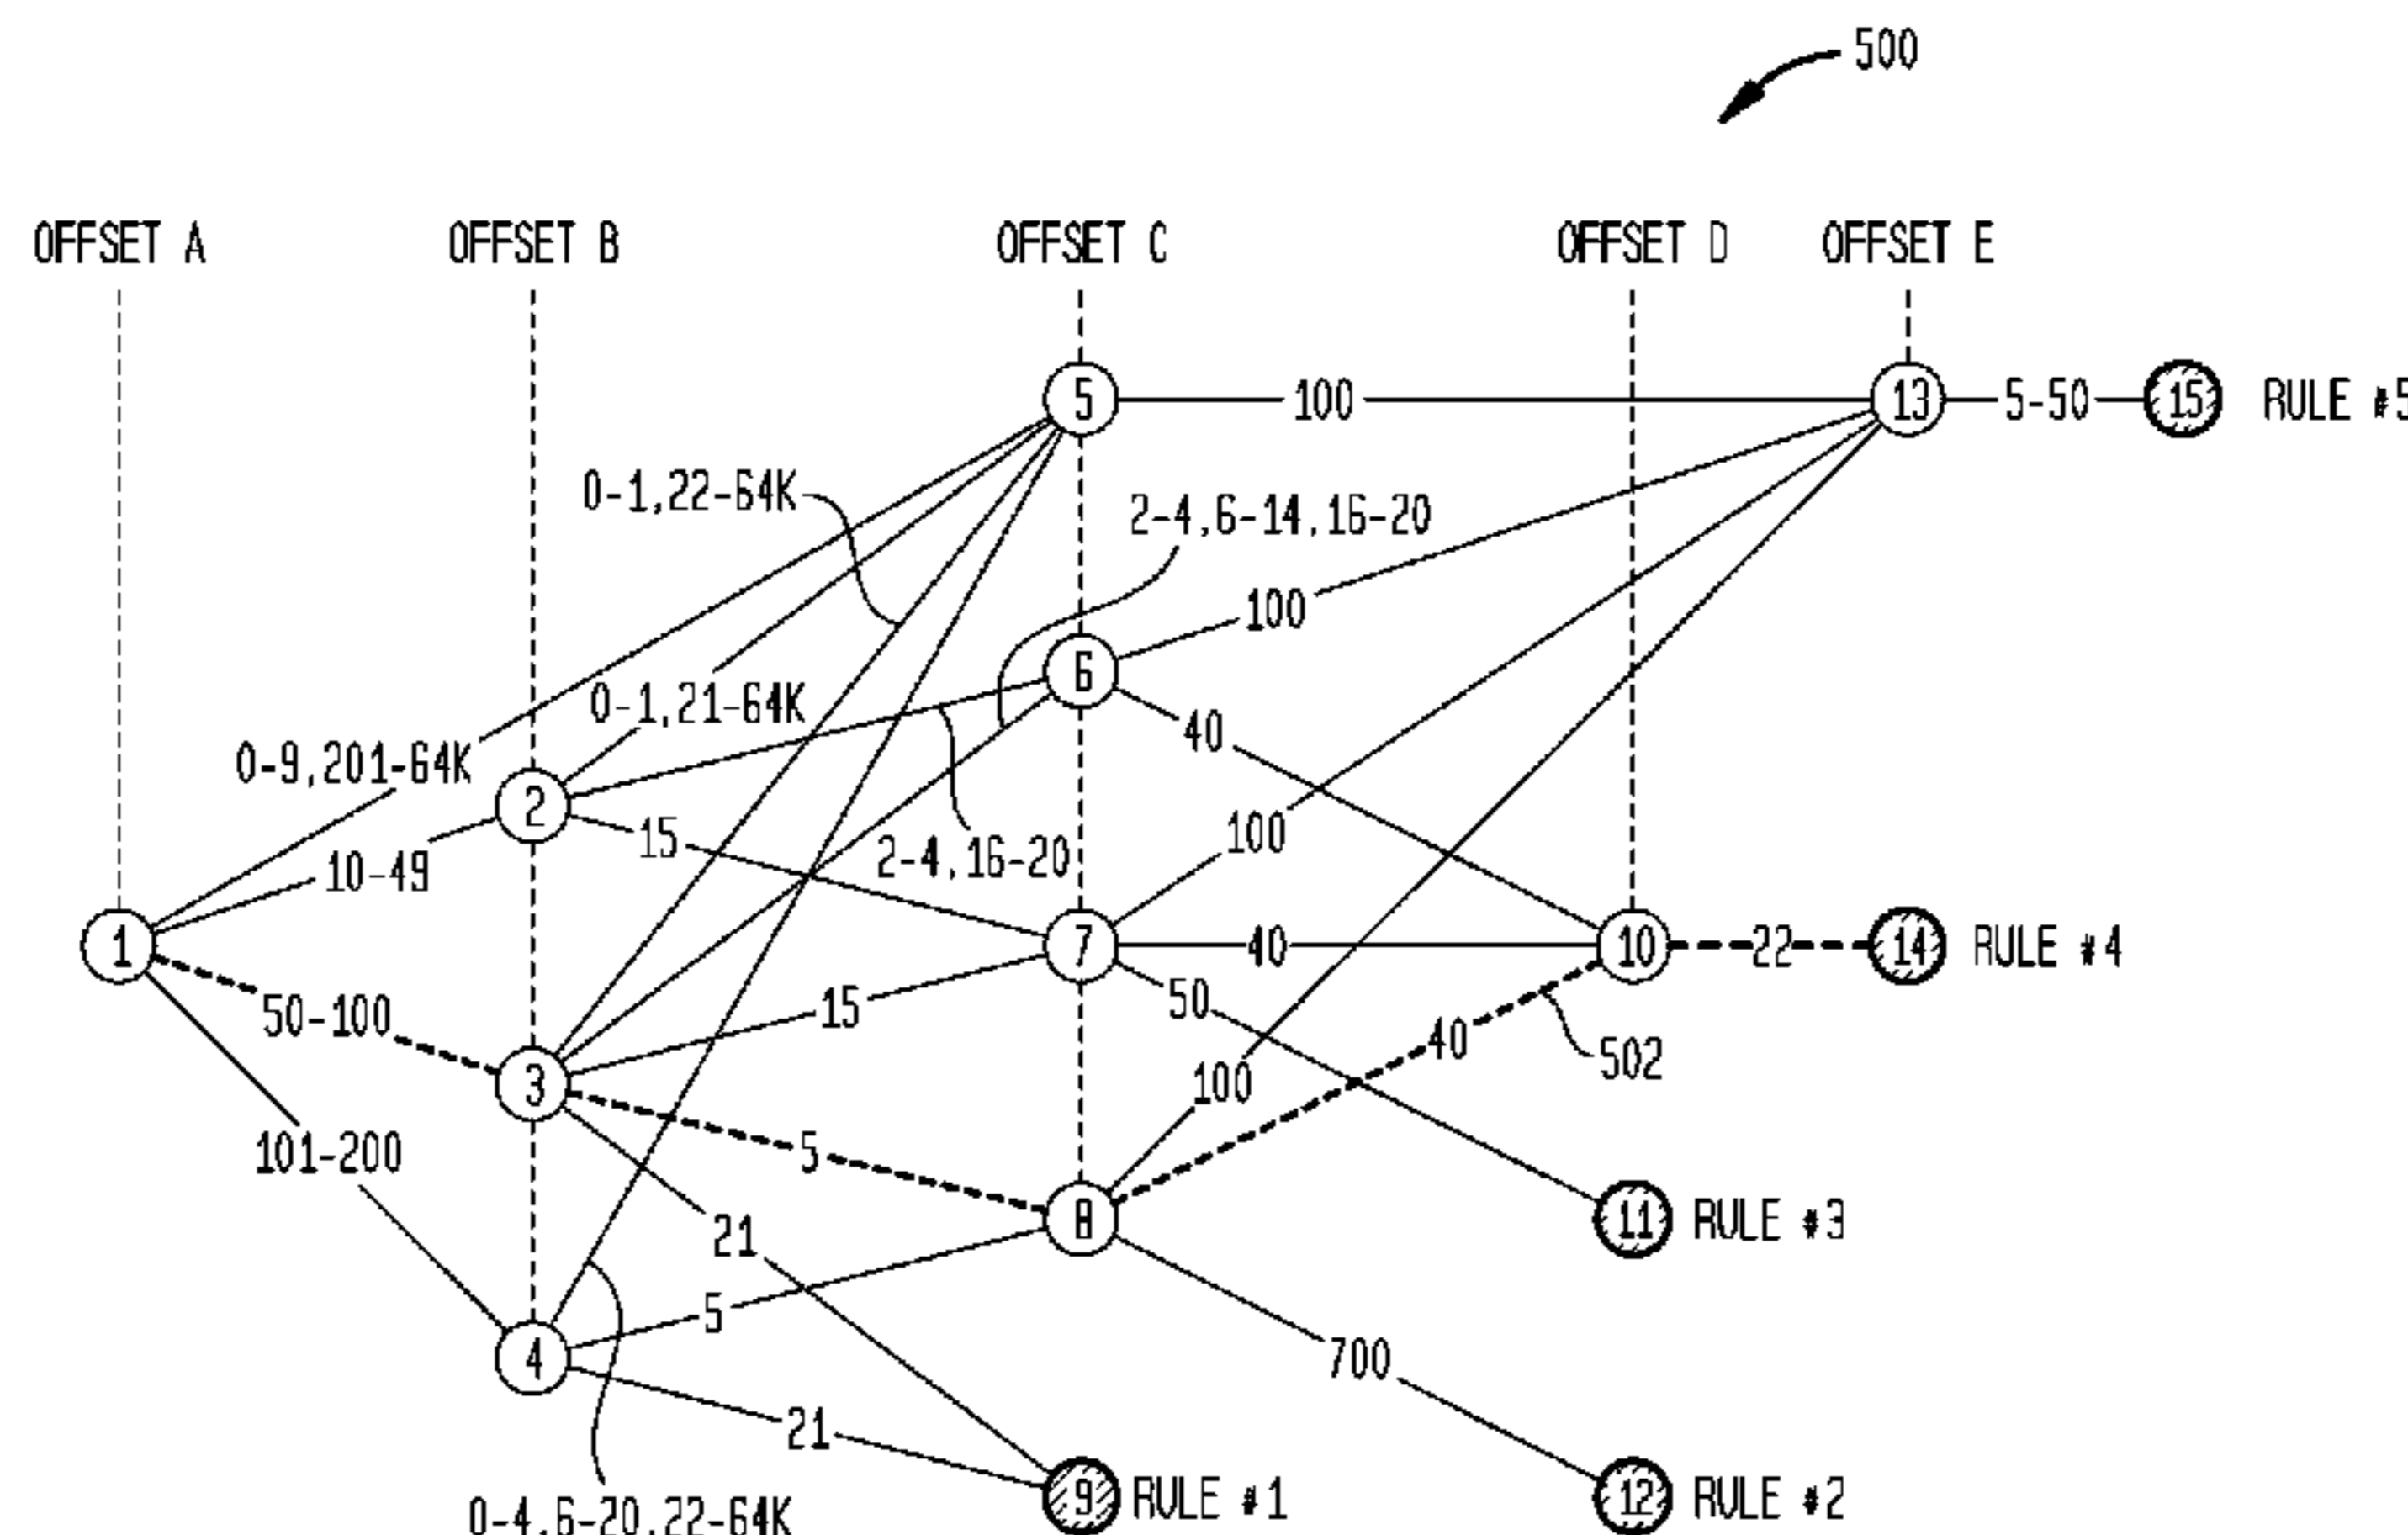 500
OFFSET A OFFSET B OFFSET C OFFSET D OFFSET E
5 100 13 5-50 15 RULE #5
0-1,22-64K
2-4,6-14,16-20
100
6
0-1,21-64K
40
0-9,201-64K
2
15
100
2-4,16-20
10-49
1
7 40 10 22 14 RULE #4
50
50-100
15
40
502
3
100
101-200
5
21
8
11 RULE #3
5
4
700
21
9 RULE #1
12 RULE #2
0-4,6-20,22-64K